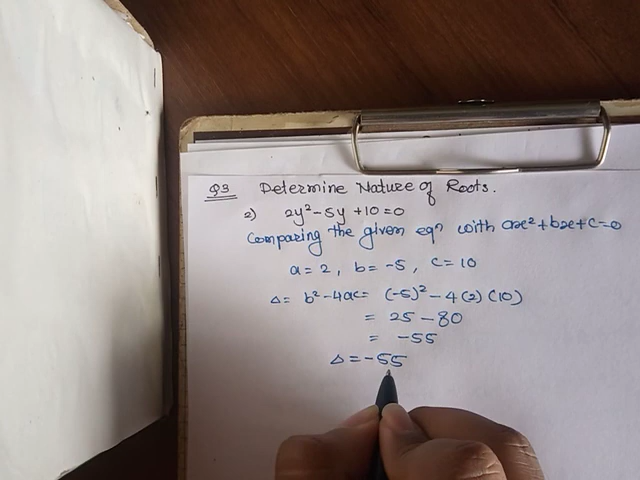 Q3 Determine Nature of Roots.
2) 2y²-5y+10=0
Comparing the given eqn with ax²+bx+c=0
a=2, b=-5, c=10
Δ= b²-4ac= (-5)²-4(2)(10)
= 25-80
= -55
Δ=-55